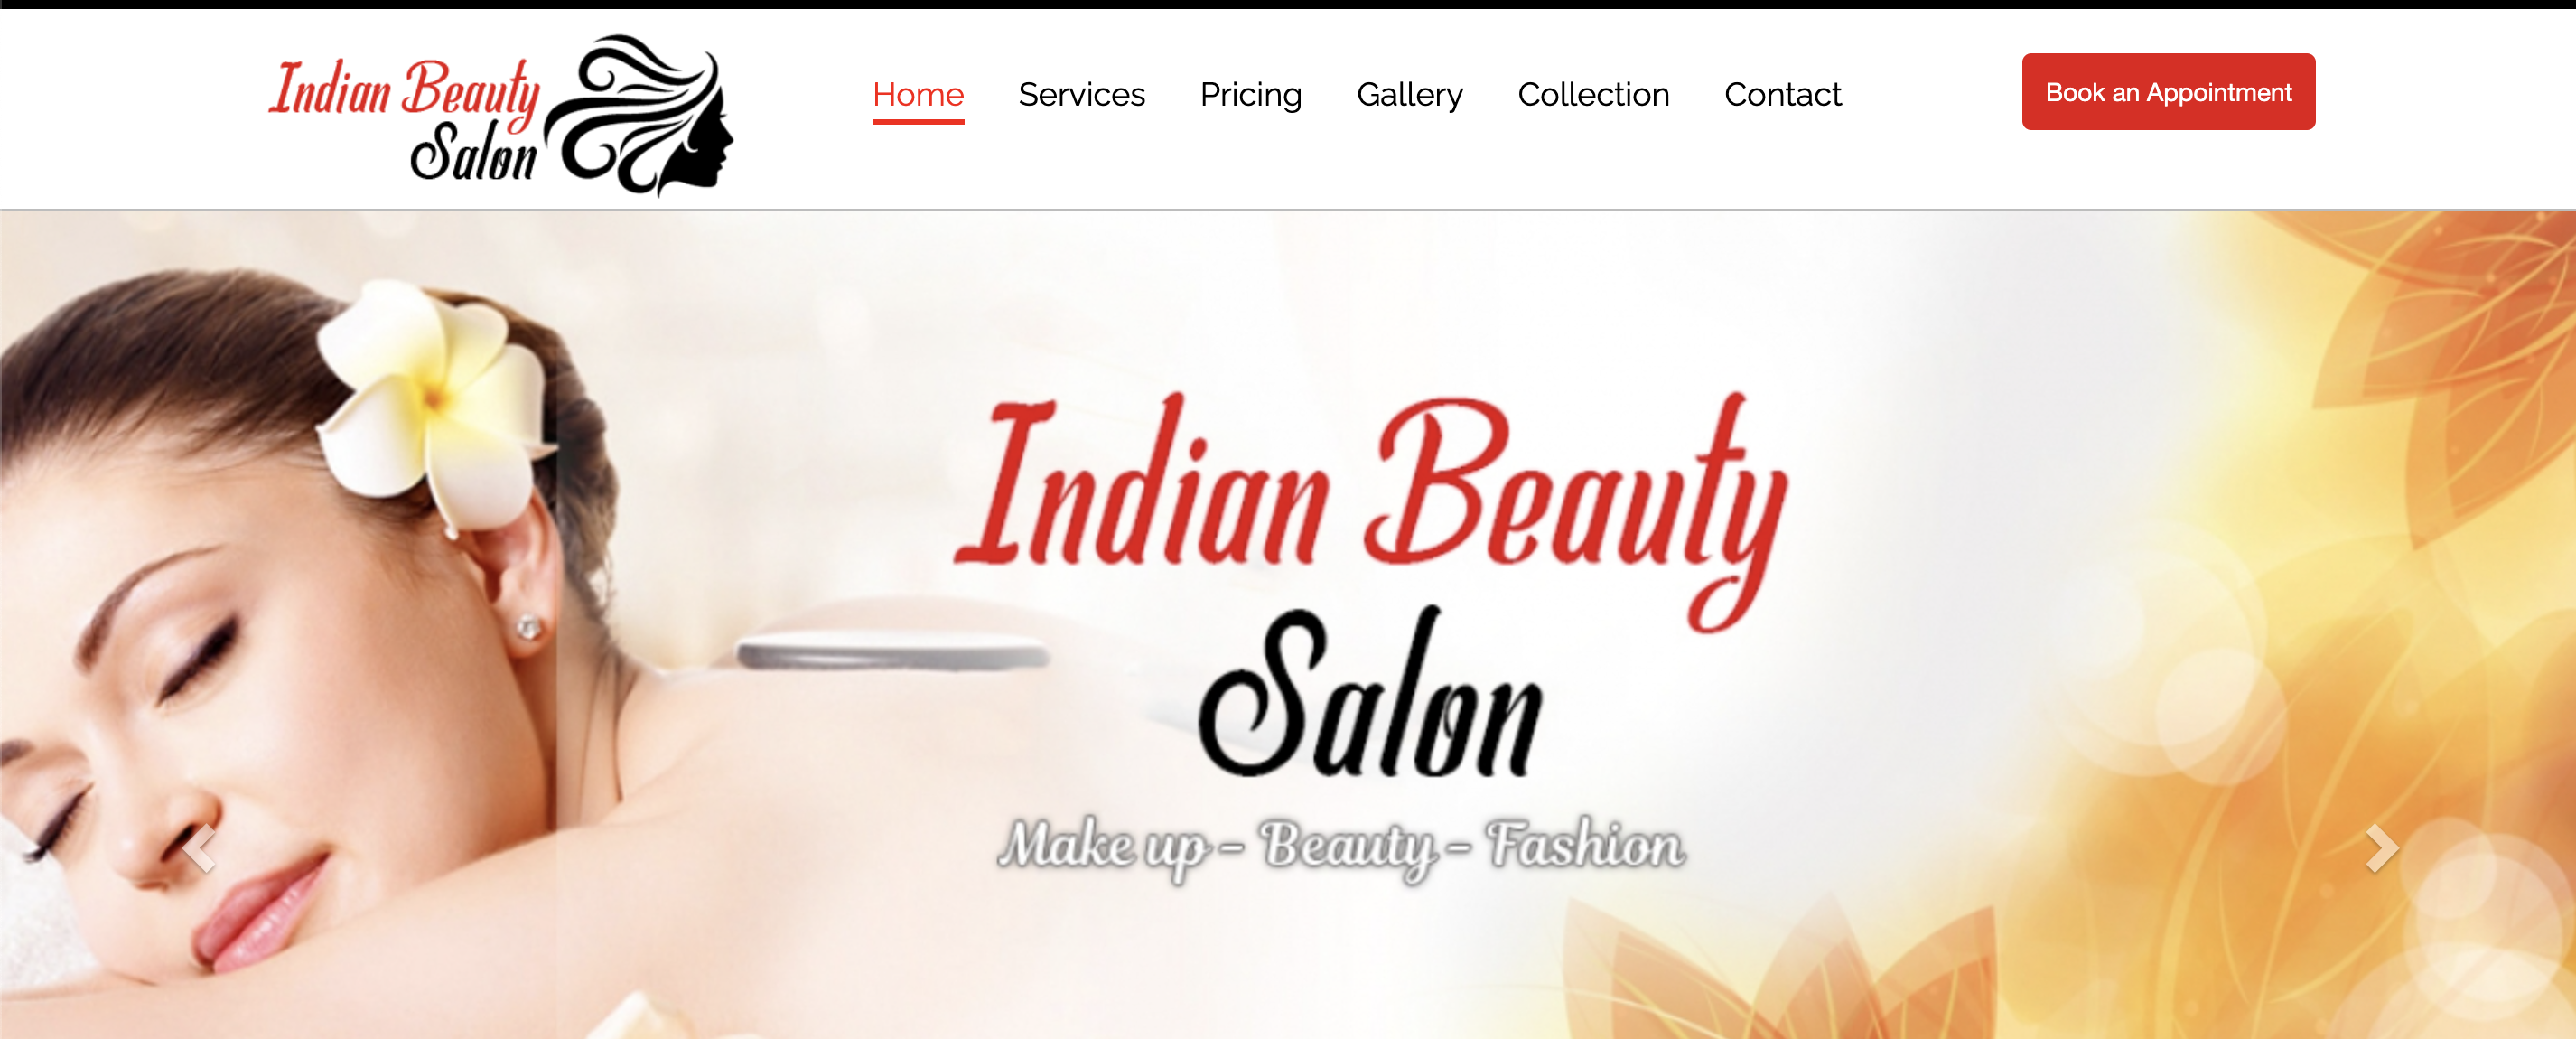 Indian Beauty
Salon
Home Services Pricing Gallery Collection Contact
Book an Appointment
Indian Beauty
Salon
Make up - Beauty - Fashion